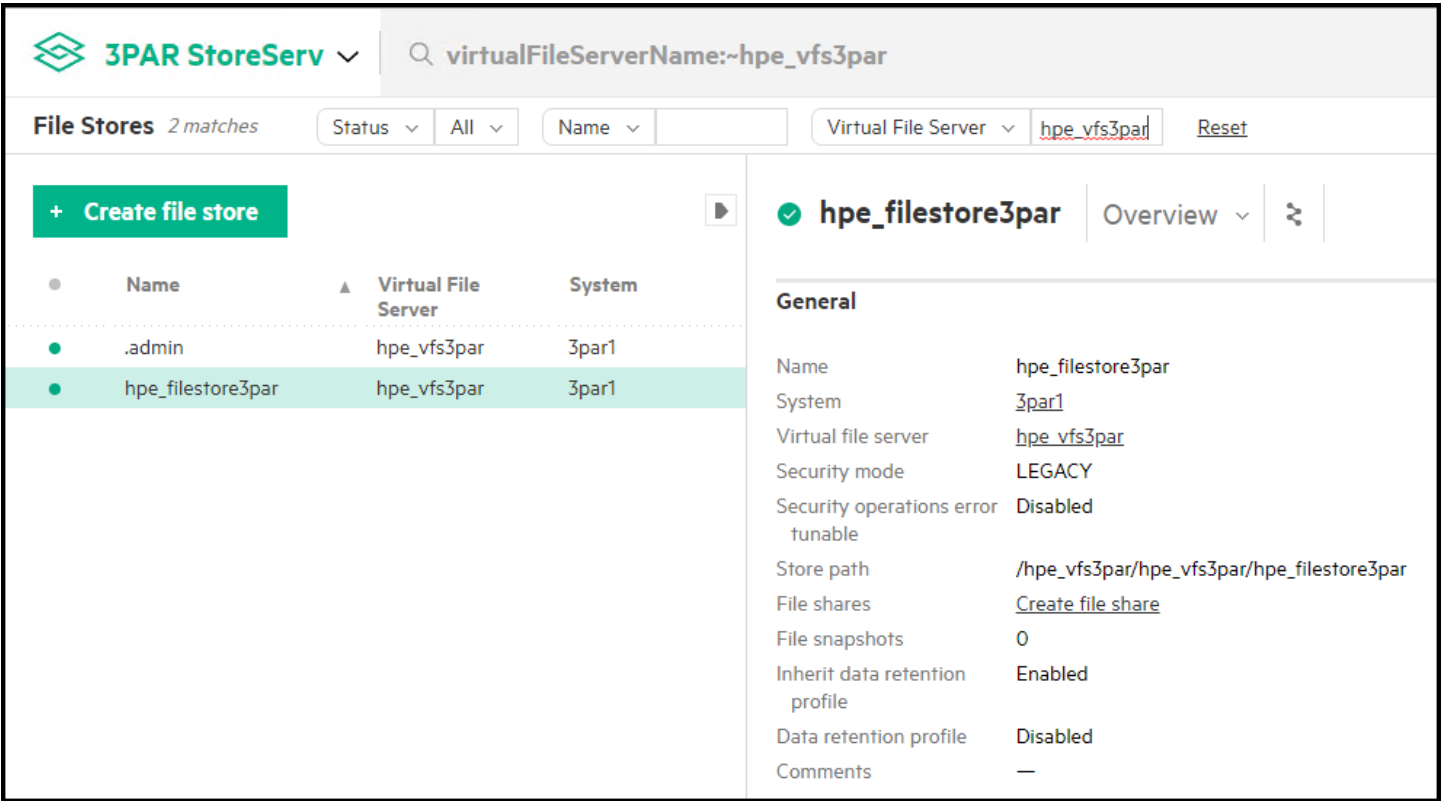 3PAR StoreServ
virtualFileServerName:~hpe_vfs3par
File Stores 2 matches Status All Name Virtual File Server hpe_vfs3par Reset
+ Create file store
Name Virtual File Server System
.admin hpe_vfs3par 3par1
hpe_filestore3par hpe_vfs3par 3par1
hpe_filestore3par Overview
General
Name hpe_filestore3par
System 3par1
Virtual file server hpe_vfs3par
Security mode LEGACY
Security operations error tunable Disabled
Store path /hpe_vfs3par/hpe_vfs3par/hpe_filestore3par
File shares Create file share
File snapshots 0
Inherit data retention profile Enabled
Data retention profile Disabled
Comments —